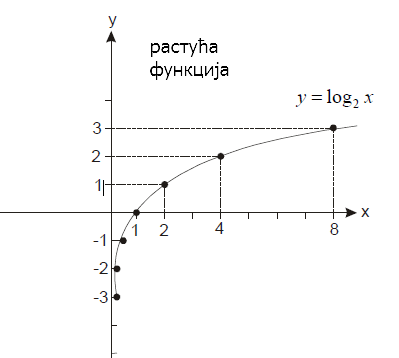 y
растућа
функција
y = log₂ x
3
2
1
x
1 2 4 8
-1
-2
-3